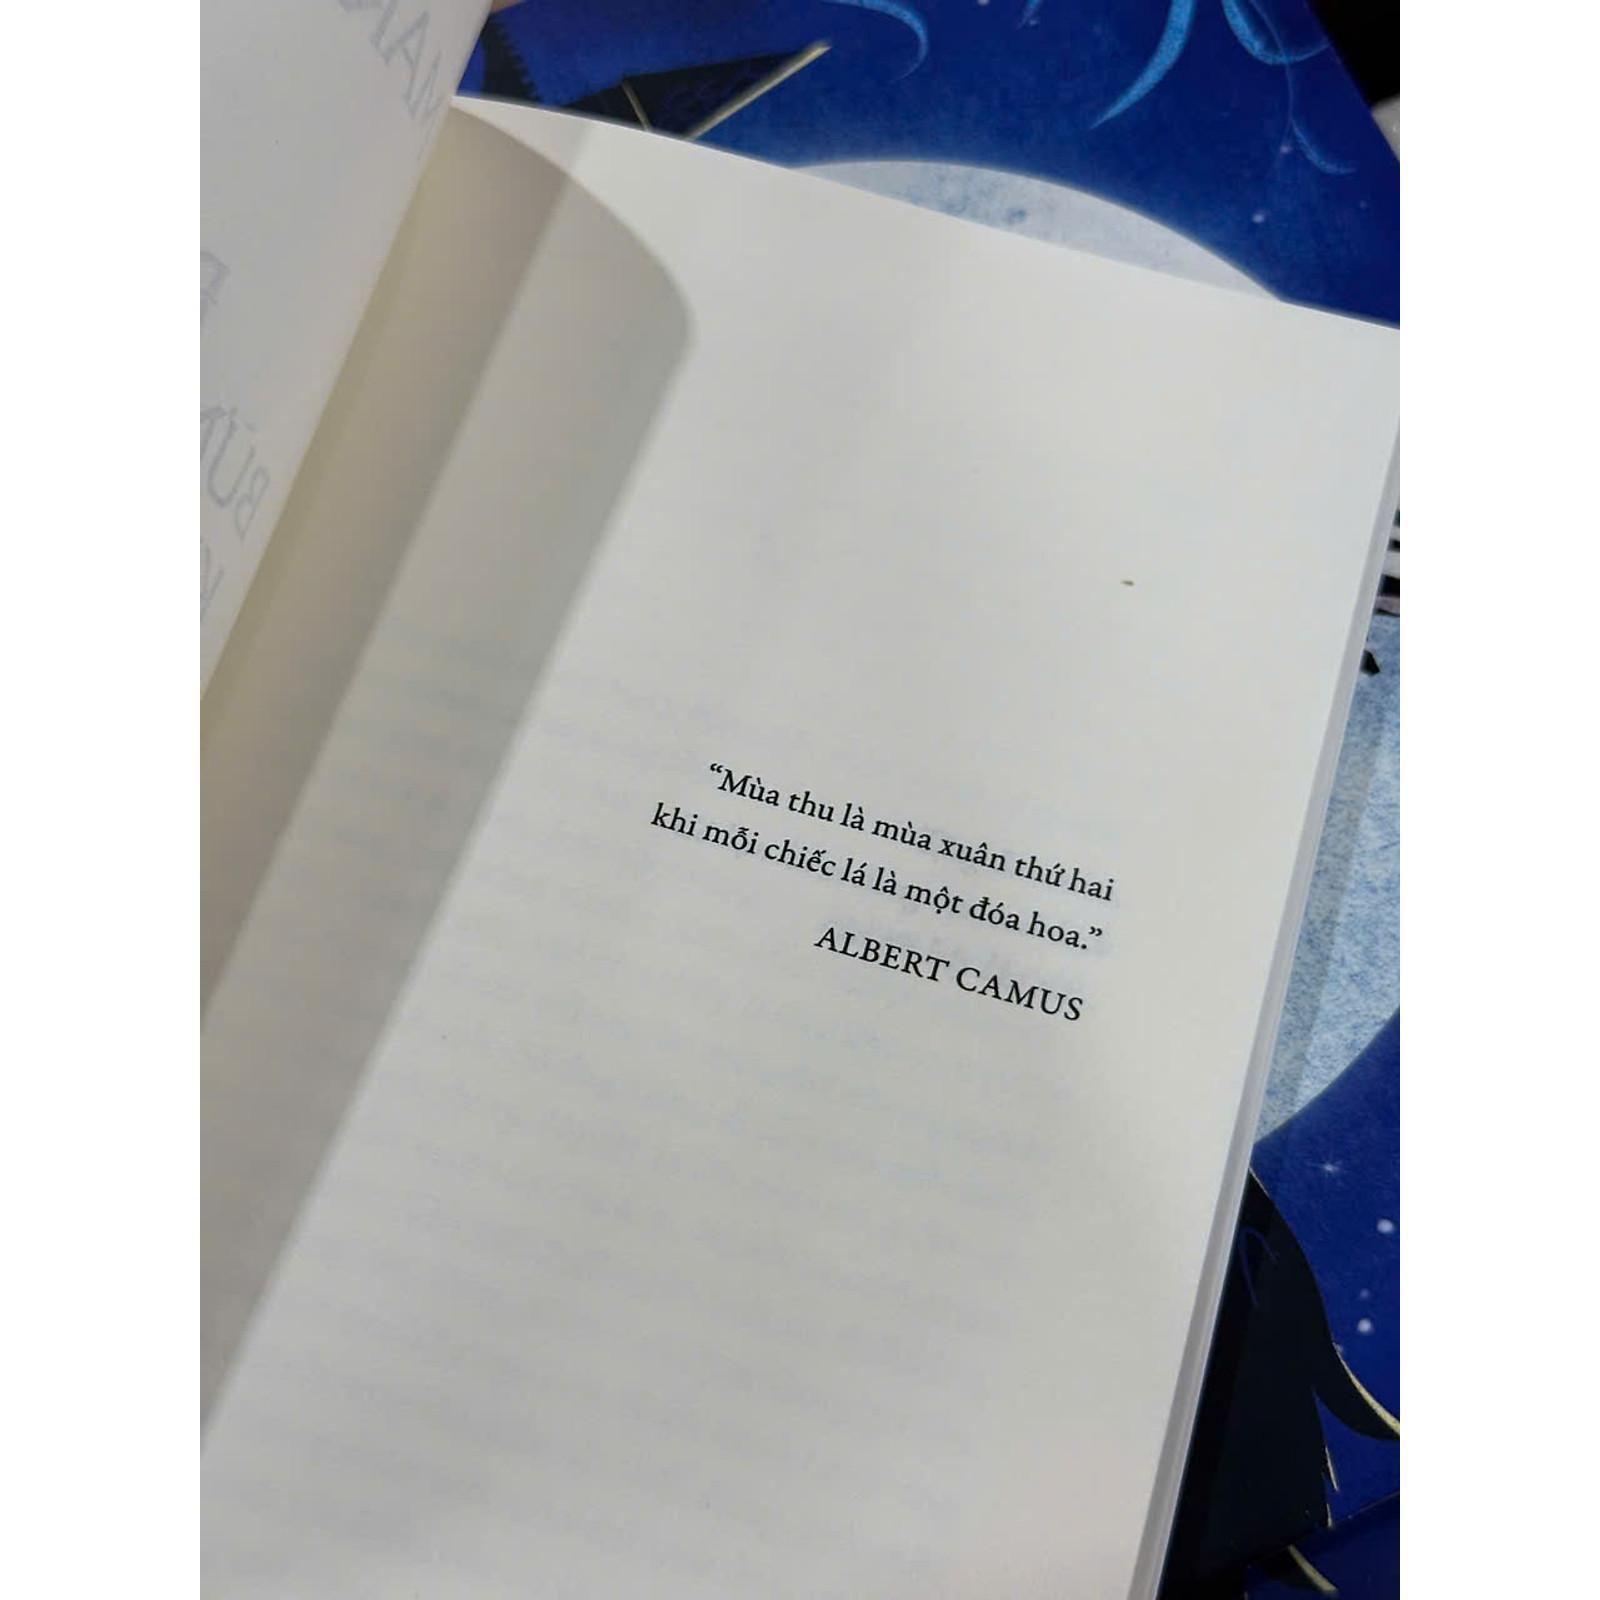 “Mùa thu là mùa xuân thứ hai
khi mỗi chiếc lá là một đóa hoa.”
ALBERT CAMUS